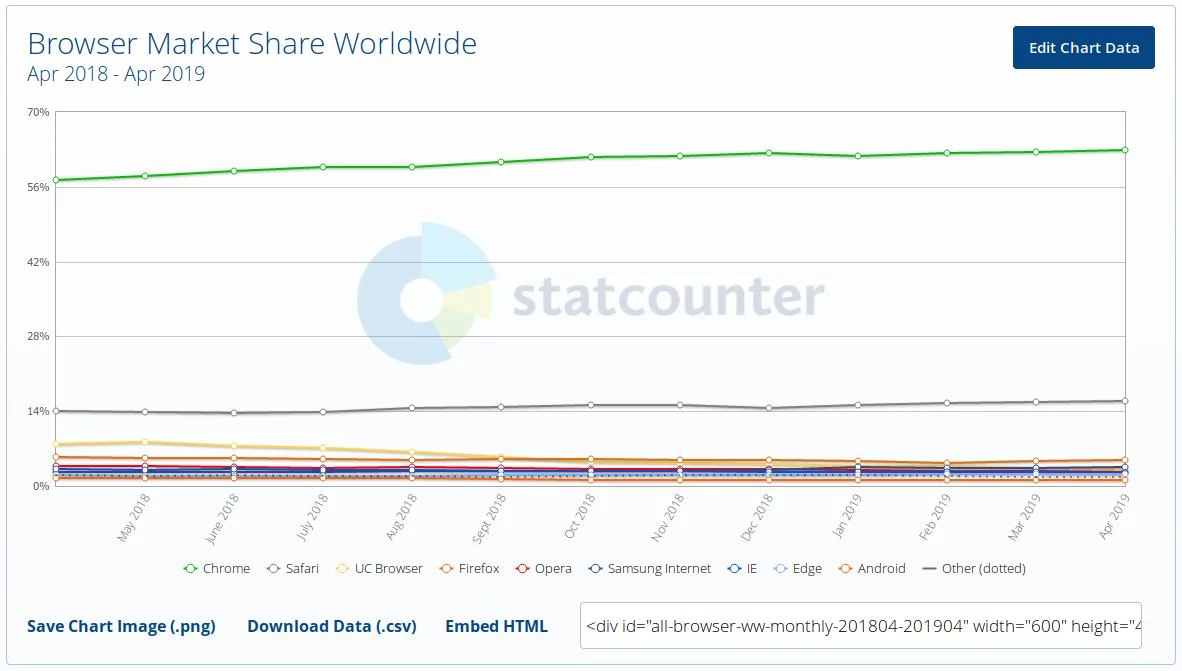 Browser Market Share Worldwide
Apr 2018 - Apr 2019
Edit Chart Data
70%
56%
42%
28%
14%
0%
statcounter
May 2018
June 2018
July 2018
Aug 2018
Sept 2018
Oct 2018
Nov 2018
Dec 2018
Jan 2019
Feb 2019
Mar 2019
Apr 2019
Chrome Safari UC Browser Firefox Opera Samsung Internet IE Edge Android Other (dotted)
Save Chart Image (.png) Download Data (.csv) Embed HTML <div id="all-browser-ww-monthly-201804-201904" width="600" height="4